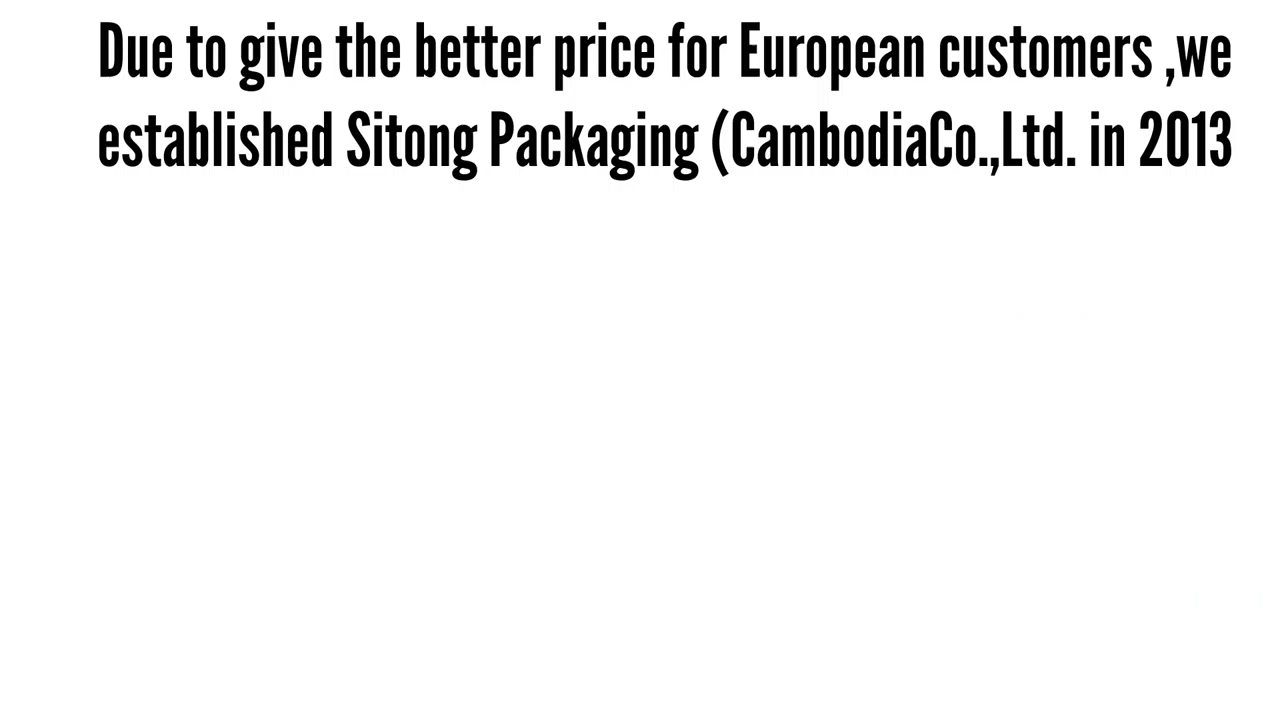 Due to give the better price for European customers ,we
established Sitong Packaging (CambodiaCo.,Ltd. in 2013